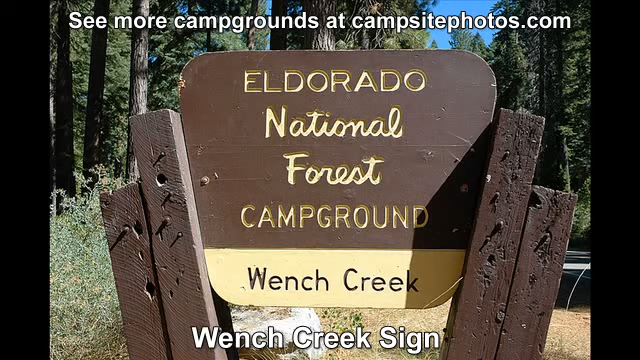 See more campgrounds at campsitephotos.com
ELDORADO
National
Forest
CAMPGROUND
Wench Creek
Wench Creek Sign